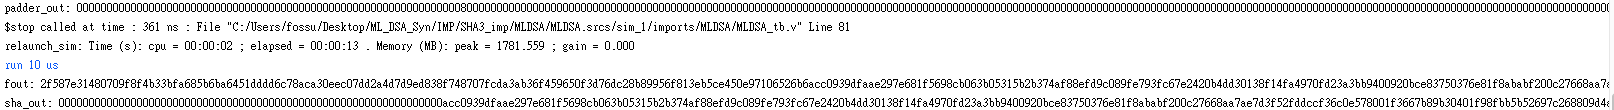 padder_out: 0000000000000000000000000000000000000000000000000000000000000000800000000000000000000000000000000000000000000000000000000000000000000000000000000000000000000000000000000000000000000000000000000000000000000000000000000000000000000000000000000000000000000000
$stop called at time : 361 ns : File "C:/Users/fossu/Desktop/ML_DSA_Syn/IMP/SHA3_imp/MLDSA/MLDSA.srcs/sim_1/imports/MLDSA/MLDSA_tb.v" Line 81
relaunch_sim: Time (s): cpu = 00:00:02 ; elapsed = 00:00:13 . Memory (MB): peak = 1781.559 ; gain = 0.000
run 10 us
fout: 2f587e31480709f8f4b33bfa685b6ba6451dddd6c78aca30eec07dd2a4d7d9ed838f748707fcda3ab36f459650f3d76dc28b89956f813eb5ce450e97106526b6acc0939dfaae297e681f5698cb063b05315b2b374af88efd9c089fe793fc67e2420b4dd30138f14fa4970fd23a3bb9400920bce83750376e81f8ababf200c27668aa7a
sha_out: 0000000000000000000000000000000000000000000000000000000000000000acc0939dfaae297e681f5698cb063b05315b2b374af88efd9c089fe793fc67e2420b4dd30138f14fa4970fd23a3bb9400920bce83750376e81f8ababf200c27668aa7ae7d3f52fddccf36c0e578001f3667b89b30401f98fbb5b52697c26880944